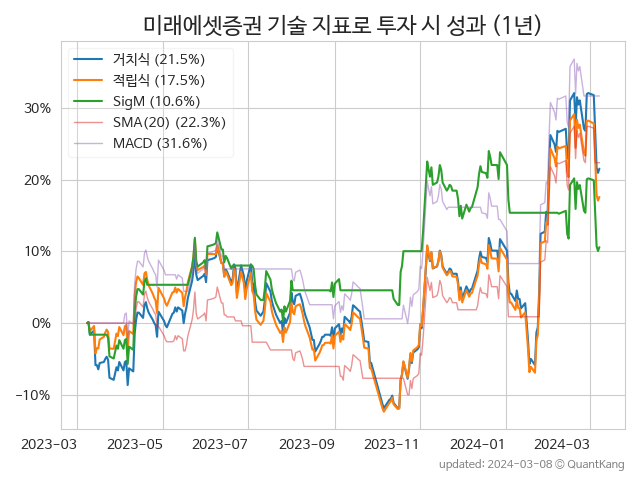 미래에셋증권 기술 지표로 투자 시 성과 (1년)
거치식 (21.5%)
적립식 (17.5%)
SigM (10.6%)
SMA(20) (22.3%)
MACD (31.6%)
30%
20%
10%
0%
−10%
2023-03 2023-05 2023-07 2023-09 2023-11 2024-01 2024-03
updated: 2024-03-08 © QuantKang